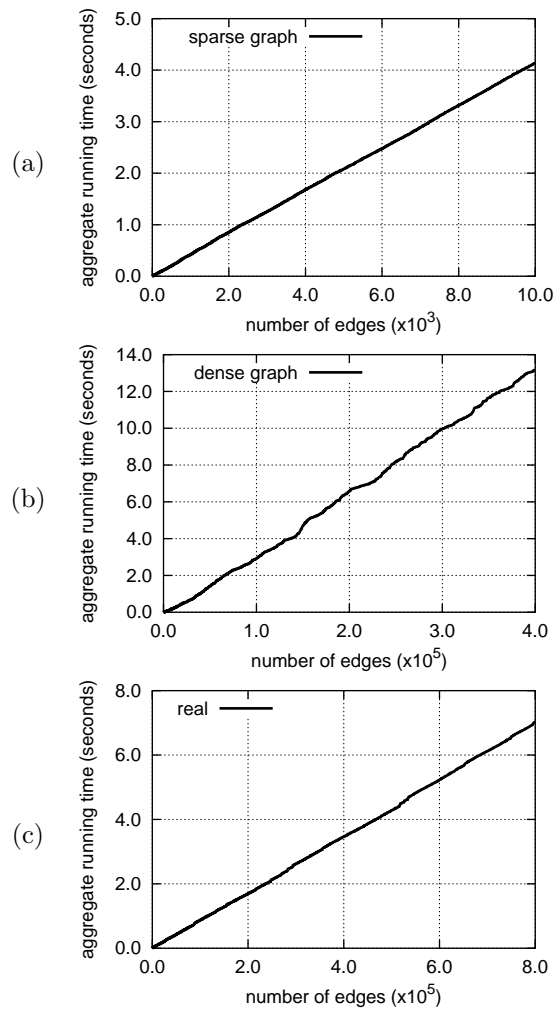 (a)
aggregate running time (seconds)
5.0
4.0
3.0
2.0
1.0
0.0
sparse graph
0.0 2.0 4.0 6.0 8.0 10.0
number of edges (x10³)
(b)
aggregate running time (seconds)
14.0
12.0
10.0
8.0
6.0
4.0
2.0
0.0
dense graph
0.0 1.0 2.0 3.0 4.0
number of edges (x10⁵)
(c)
aggregate running time (seconds)
8.0
6.0
4.0
2.0
0.0
real
0.0 2.0 4.0 6.0 8.0
number of edges (x10⁵)